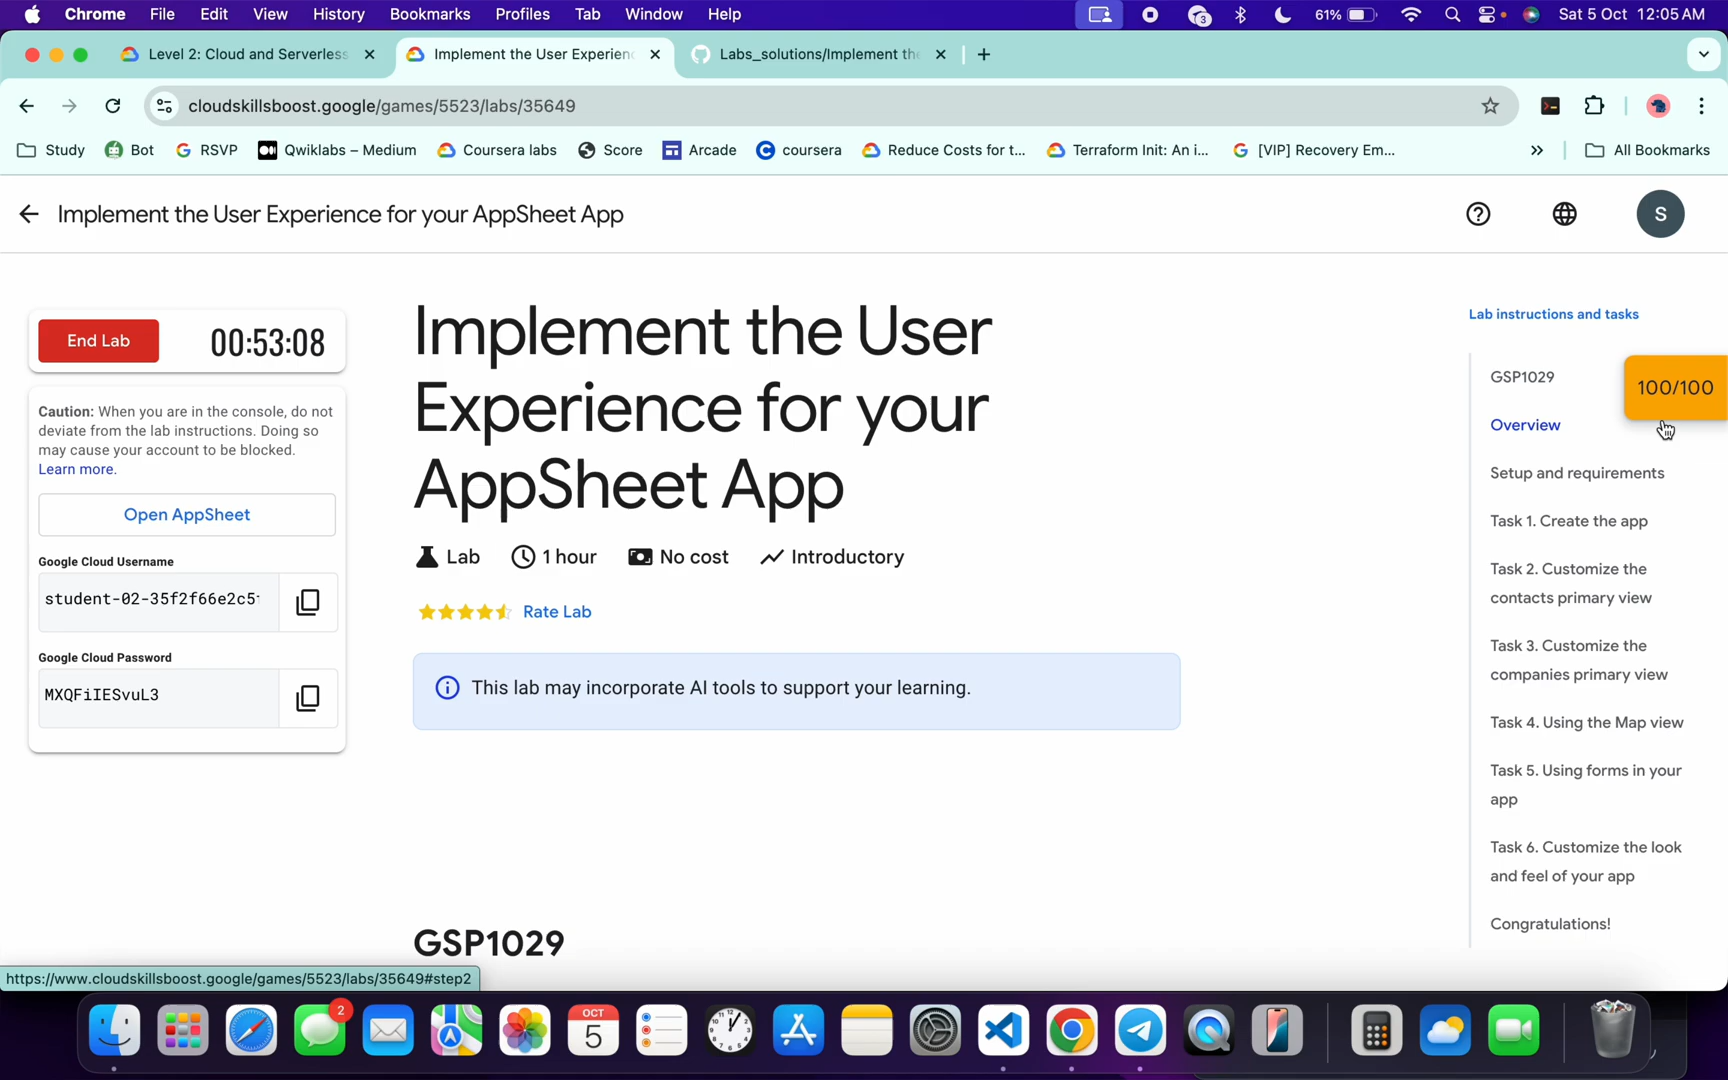 Chrome File Edit View History Bookmarks Profiles Tab Window Help 3 61% Sat 5 Oct 12:05 AM
Level 2: Cloud and Serverless Implement the User Experien Labs_solutions/Implement the
cloudskillsboost.google/games/5523/labs/35649
Study Bot RSVP Qwiklabs – Medium Coursera labs Score Arcade coursera Reduce Costs for t... Terraform Init: An i... [VIP] Recovery Em... » All Bookmarks
Implement the User Experience for your AppSheet App S
End Lab 00:53:08
Caution: When you are in the console, do not
deviate from the lab instructions. Doing so
may cause your account to be blocked.
Learn more.
Open AppSheet
Google Cloud Username
student-02-35f2f66e2c5
Google Cloud Password
MXQFiIESvuL3
Implement the User
Experience for your
AppSheet App
Lab 1 hour No cost Introductory
Rate Lab
This lab may incorporate AI tools to support your learning.
GSP1029
Lab instructions and tasks
GSP1029
100/100
Overview
Setup and requirements
Task 1. Create the app
Task 2. Customize the
contacts primary view
Task 3. Customize the
companies primary view
Task 4. Using the Map view
Task 5. Using forms in your
app
Task 6. Customize the look
and feel of your app
Congratulations!
https://www.cloudskillsboost.google/games/5523/labs/35649#step2
2
OCT
5